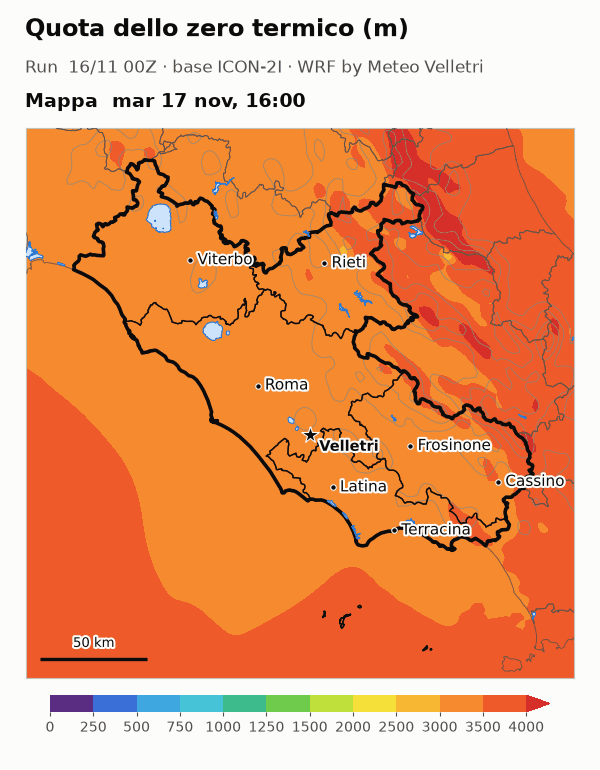 Quota dello zero termico (m)
Run 16/11 00Z · base ICON-2I · WRF by Meteo Velletri
Mappa mar 17 nov, 16:00
Viterbo
Rieti
Roma
Velletri
Frosinone
Latina
Cassino
Terracina
50 km
0 250 500 750 1000 1250 1500 2000 2500 3000 3500 4000